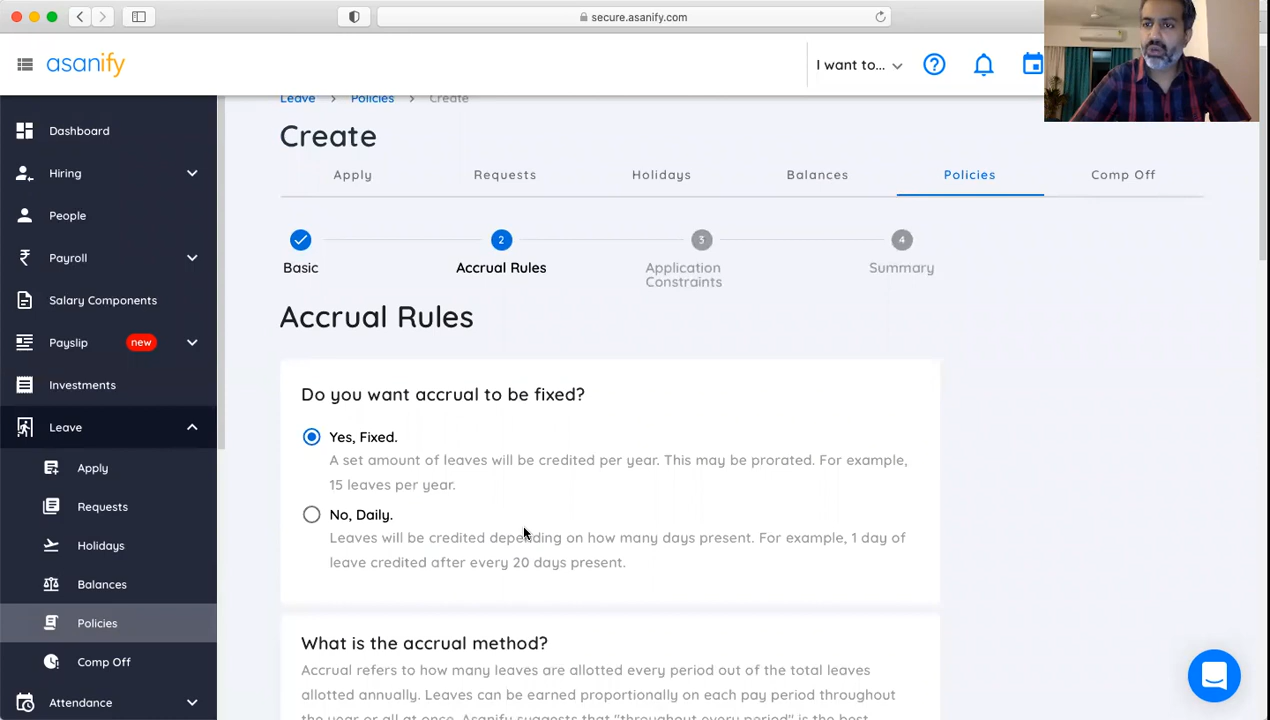 secure.asanify.com
asanify
I want to...
Dashboard
Hiring
People
Payroll
Salary Components
Payslip new
Investments
Leave
Apply
Requests
Holidays
Balances
Policies
Comp Off
Attendance
Leave > Policies > Create
Create
Apply Requests Holidays Balances Policies Comp Off
2 3 4
Basic Accrual Rules Application Constraints Summary
Accrual Rules
Do you want accrual to be fixed?
Yes, Fixed.
A set amount of leaves will be credited per year. This may be prorated. For example,
15 leaves per year.
No, Daily.
Leaves will be credited depending on how many days present. For example, 1 day of
leave credited after every 20 days present.
What is the accrual method?
Accrual refers to how many leaves are allotted every period out of the total leaves
allotted annually. Leaves can be earned proportionally on each pay period throughout
the year or all at once. Asanify suggests that "throughout every period" is the best